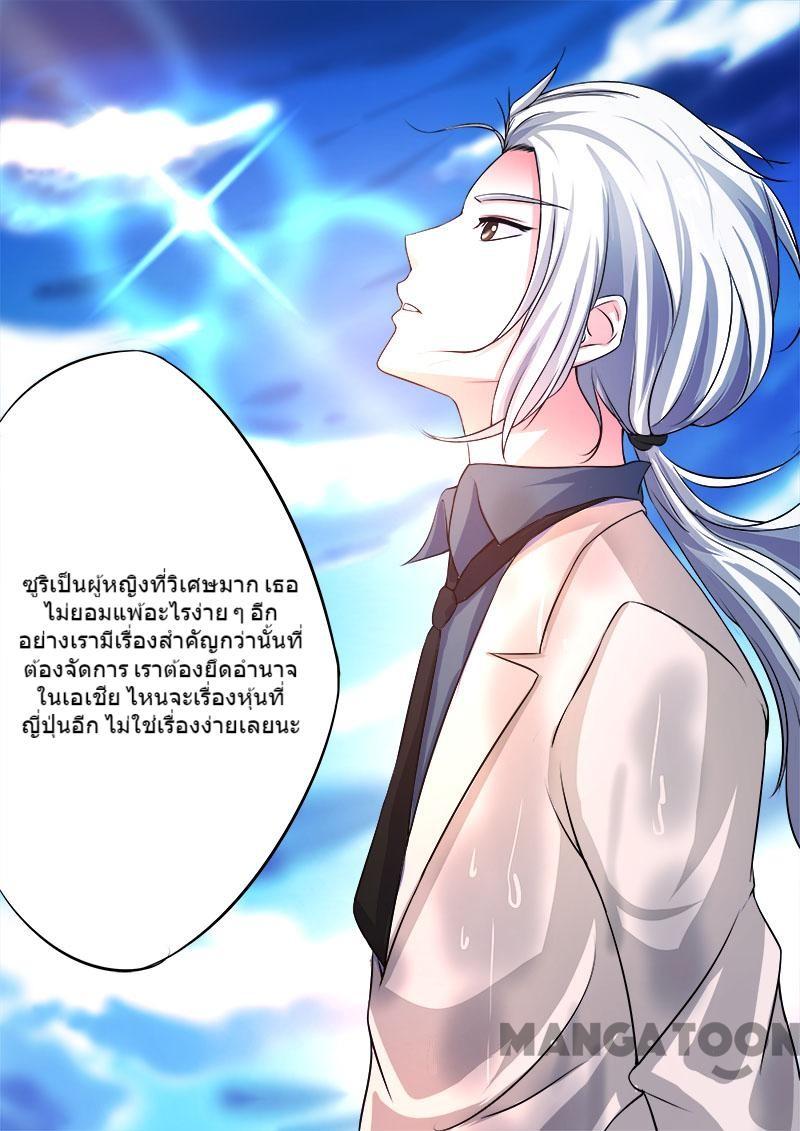 ซูริเป็นผู้หญิงที่วิเศษมาก เธอ
ไม่ยอมแพ้อะไรง่าย ๆ อีก
อย่างเรามีเรื่องสำคัญกว่านั้นที่
ต้องจัดการ เราต้องยึดอำนาจ
ในเอเชีย ไหนจะเรื่องหุ้นที่
ญี่ปุ่นอีก ไม่ใช่เรื่องง่ายเลยนะ
MANGATOON